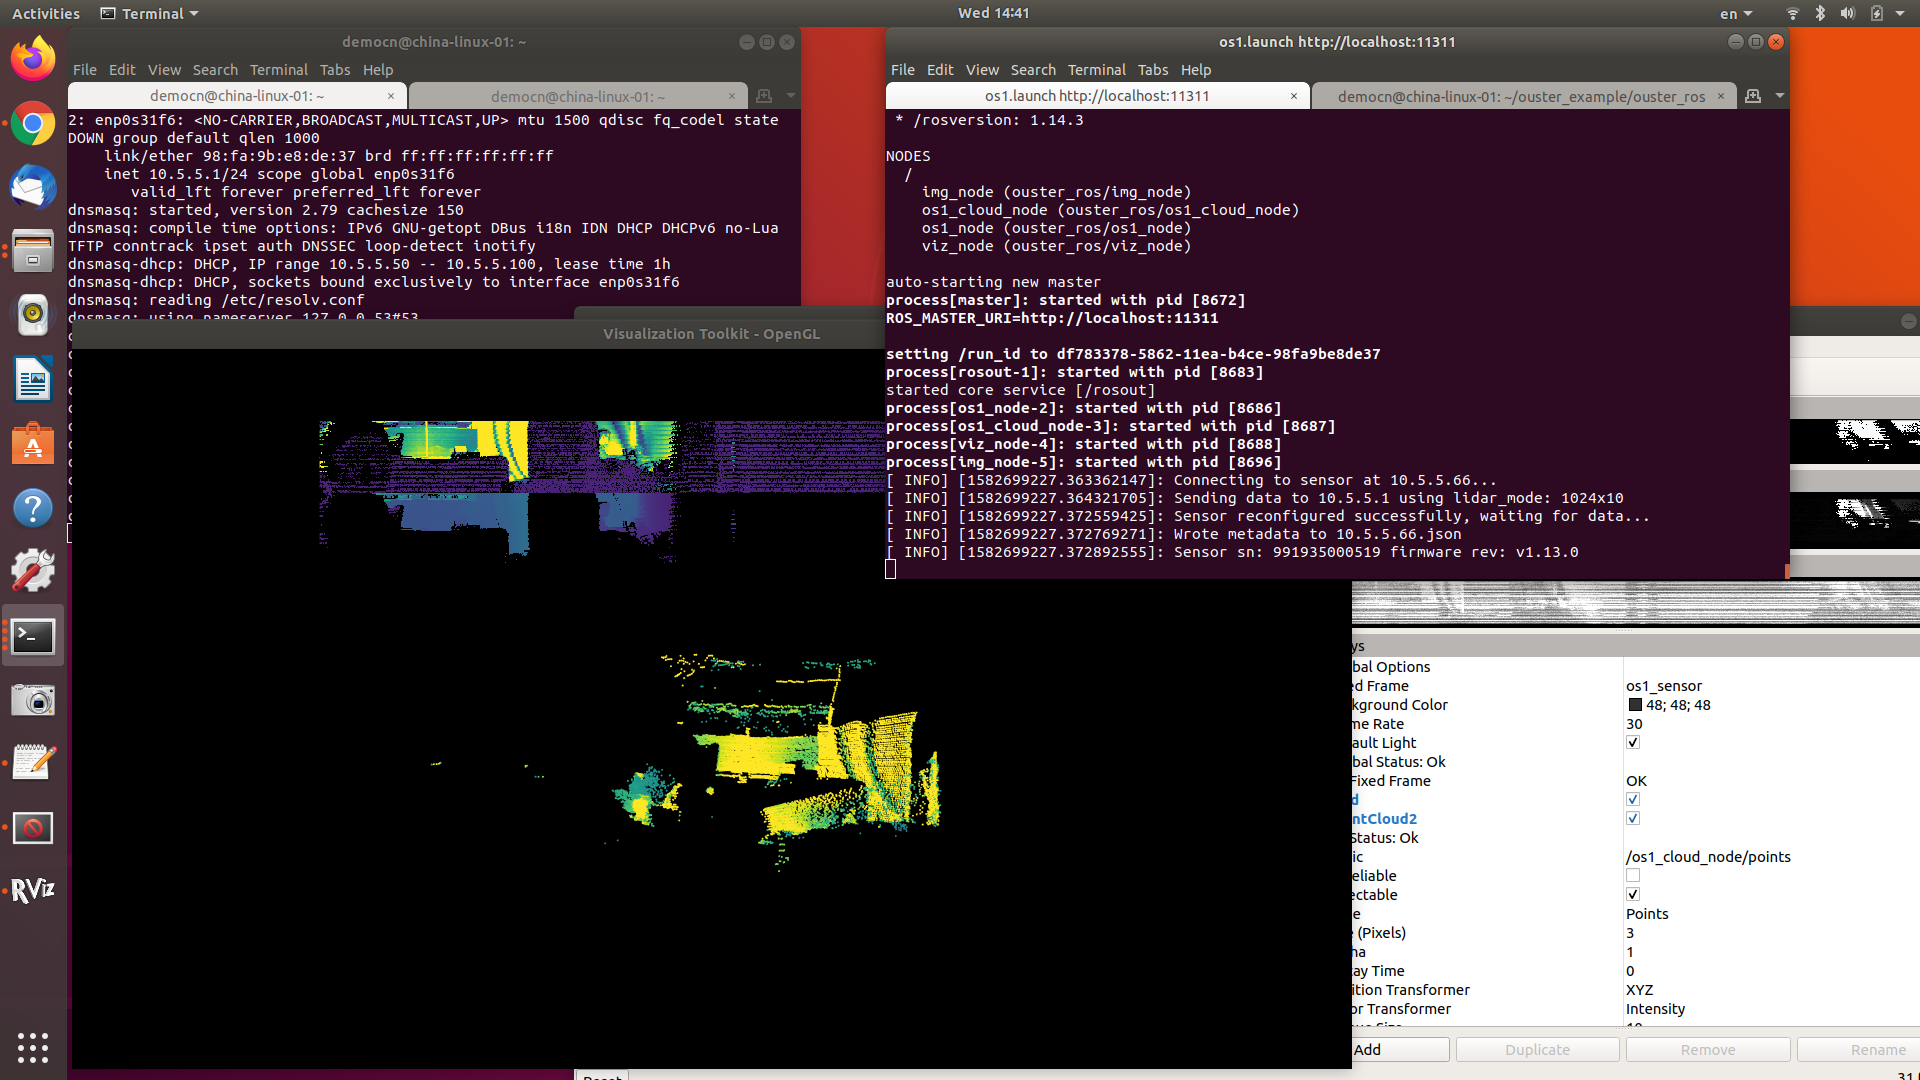 Activities
Terminal
Wed 14:41
en
democn@china-linux-01: ~
File Edit View Search Terminal Tabs Help
democn@china-linux-01: ~ ×
democn@china-linux-01: ~ ×
2: enp0s31f6: <NO-CARRIER,BROADCAST,MULTICAST,UP> mtu 1500 qdisc fq_codel state
DOWN group default qlen 1000
link/ether 98:fa:9b:e8:de:37 brd ff:ff:ff:ff:ff:ff
inet 10.5.5.1/24 scope global enp0s31f6
valid_lft forever preferred_lft forever
dnsmasq: started, version 2.79 cachesize 150
dnsmasq: compile time options: IPv6 GNU-getopt DBus i18n IDN DHCP DHCPv6 no-Lua
TFTP conntrack ipset auth DNSSEC loop-detect inotify
dnsmasq-dhcp: DHCP, IP range 10.5.5.50 -- 10.5.5.100, lease time 1h
dnsmasq-dhcp: DHCP, sockets bound exclusively to interface enp0s31f6
dnsmasq: reading /etc/resolv.conf
dnsmasq: using nameserver 127.0.0.53#53
Visualization Toolkit - OpenGL
os1.launch http://localhost:11311
File Edit View Search Terminal Tabs Help
os1.launch http://localhost:11311 ×
democn@china-linux-01: ~/ouster_example/ouster_ros ×
* /rosversion: 1.14.3
NODES
/
img_node (ouster_ros/img_node)
os1_cloud_node (ouster_ros/os1_cloud_node)
os1_node (ouster_ros/os1_node)
viz_node (ouster_ros/viz_node)
auto-starting new master
process[master]: started with pid [8672]
ROS_MASTER_URI=http://localhost:11311
setting /run_id to df783378-5862-11ea-b4ce-98fa9be8de37
process[rosout-1]: started with pid [8683]
started core service [/rosout]
process[os1_node-2]: started with pid [8686]
process[os1_cloud_node-3]: started with pid [8687]
process[viz_node-4]: started with pid [8688]
process[img_node-5]: started with pid [8696]
[ INFO] [1582699227.363362147]: Connecting to sensor at 10.5.5.66...
[ INFO] [1582699227.364321705]: Sending data to 10.5.5.1 using lidar_mode: 1024x10
[ INFO] [1582699227.372559425]: Sensor reconfigured successfully, waiting for data...
[ INFO] [1582699227.372769271]: Wrote metadata to 10.5.5.66.json
[ INFO] [1582699227.372892555]: Sensor sn: 991935000519 firmware rev: v1.13.0
ys
bal Options
ed Frame os1_sensor
kground Color 48; 48; 48
me Rate 30
ault Light
bal Status: Ok
Fixed Frame OK
d
ntCloud2
Status: Ok
ic /os1_cloud_node/points
eliable
ectable
e Points
e (Pixels) 3
ha 1
ay Time 0
ition Transformer XYZ
or Transformer Intensity
Add Duplicate Remove Rename
RViz